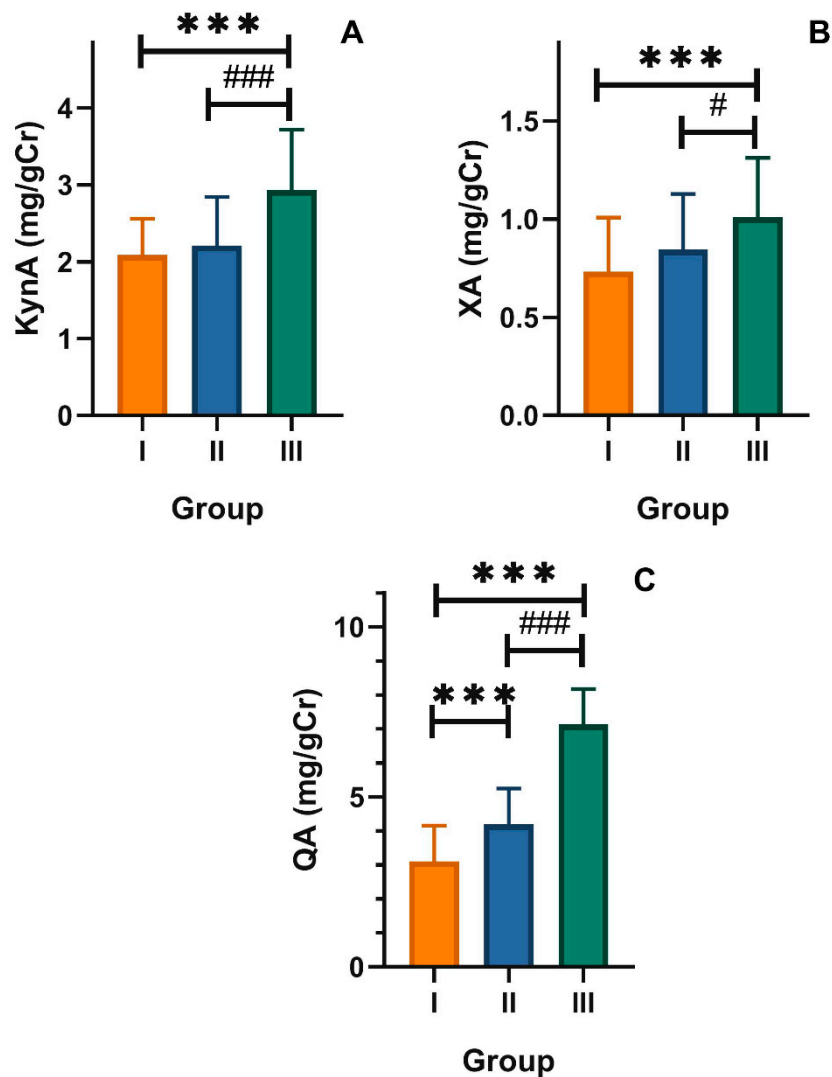 A
***
###
KynA (mg/gCr)
4
3
2
1
0
I II III
Group
B
***
#
XA (mg/gCr)
1.5
1.0
0.5
0.0
I II III
Group
C
***
###
***
QA (mg/gCr)
10
5
0
I II III
Group